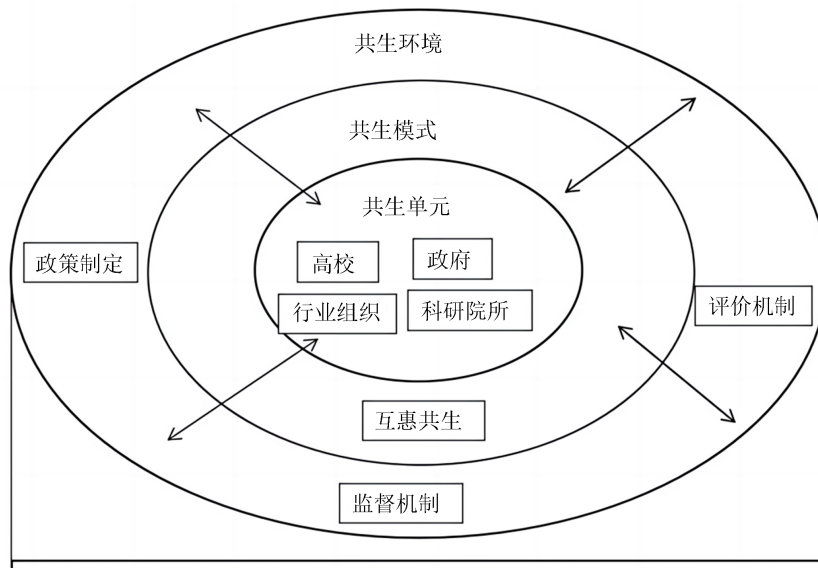 共生环境
共生模式
共生单元
政策制定
高校
政府
行业组织
科研院所
评价机制
互惠共生
监督机制